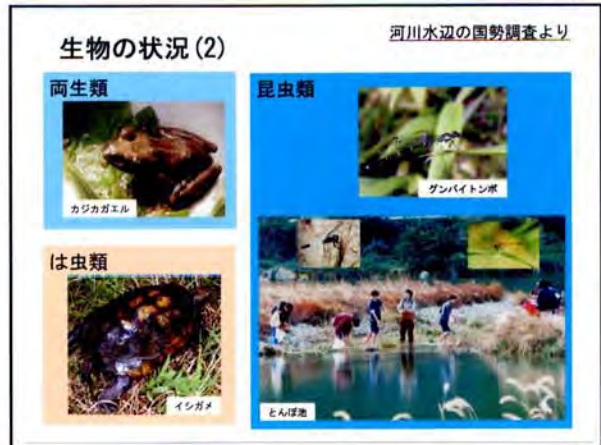 生物の状況(2)
河川水辺の国勢調査より
両生類
カジカガエル
は虫類
イシガメ
昆虫類
グンバイトンボ
とんぼ池